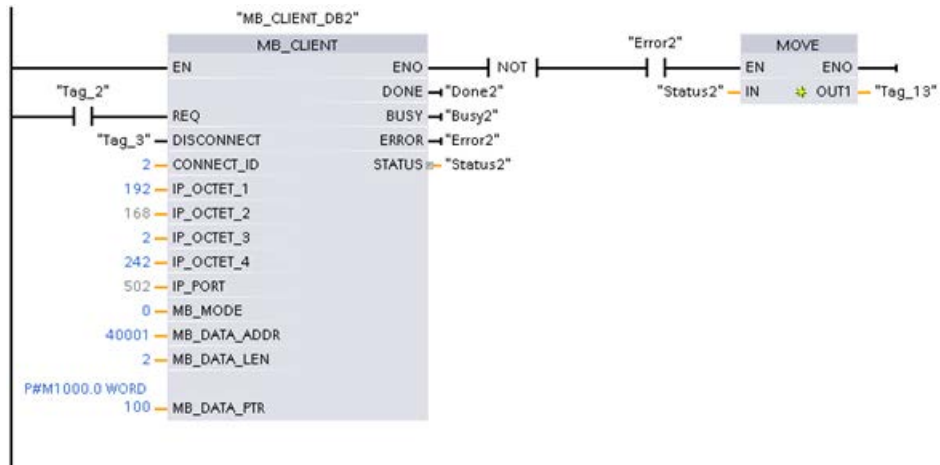 "MB_CLIENT_DB2"
MB_CLIENT
"Error2"
MOVE
EN ENO NOT EN ENO
"Tag_2" DONE "Done2" "Status2" IN OUT1 "Tag_13"
REQ BUSY "Busy2"
"Tag_3" DISCONNECT ERROR "Error2"
2 CONNECT_ID STATUS "Status2"
192 IP_OCTET_1
168 IP_OCTET_2
2 IP_OCTET_3
242 IP_OCTET_4
502 IP_PORT
0 MB_MODE
40001 MB_DATA_ADDR
2 MB_DATA_LEN
P#M1000.0 WORD
100 MB_DATA_PTR